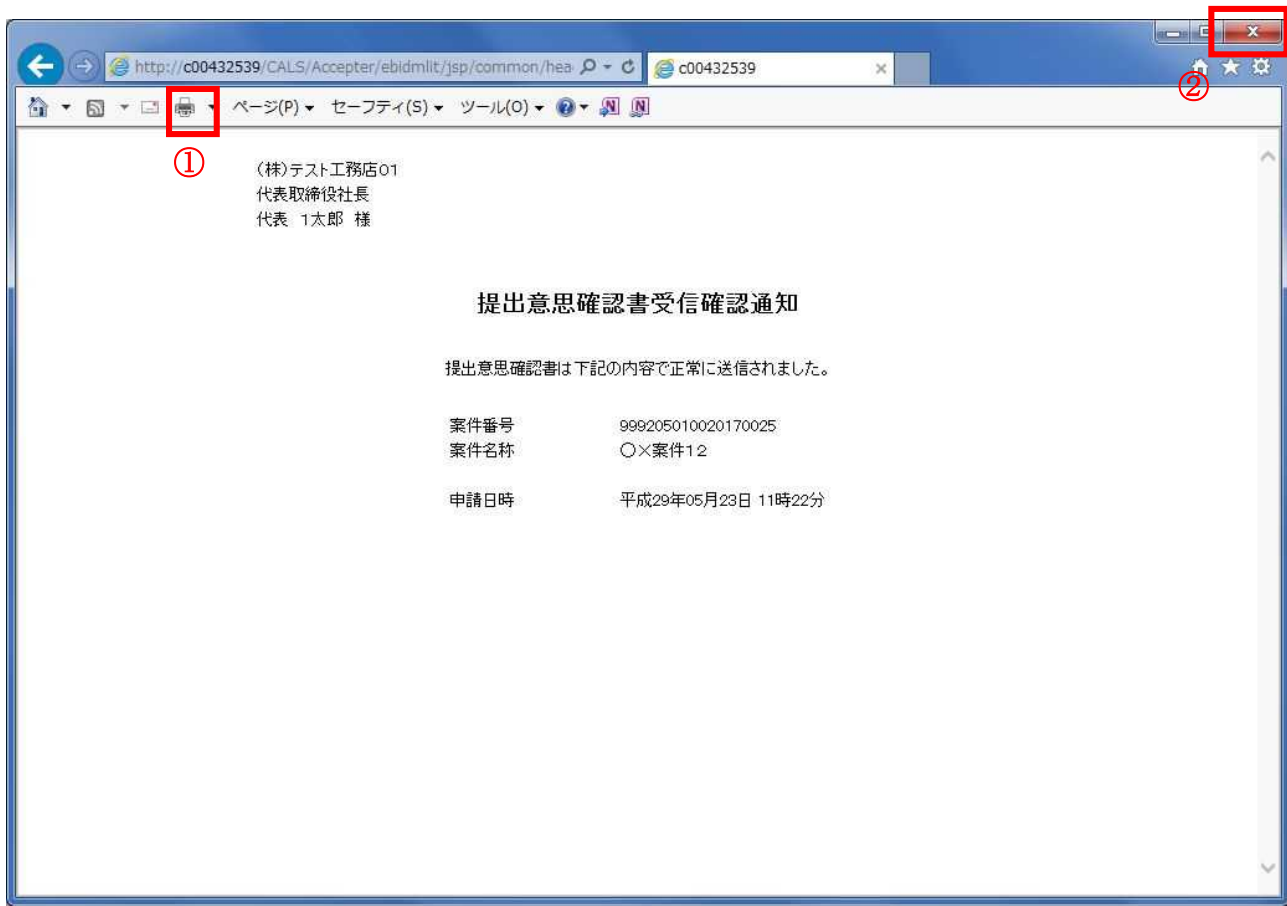 ②
http://c00432539/CALS/Accepter/ebidmlit/jsp/common/hea
c00432539
ページ(P) セーフティ(S) ツール(O)
①
(株)テスト工務店01
代表取締役社長
代表 1太郎 様
提出意思確認書受信確認通知
提出意思確認書は下記の内容で正常に送信されました。
案件番号 999205010020170025
案件名称 〇×案件12
申請日時 平成29年05月23日 11時22分